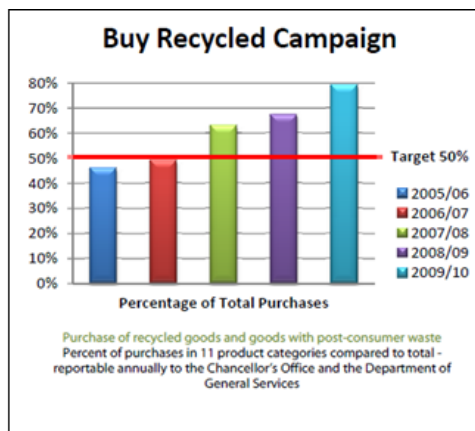 Buy Recycled Campaign
80%
70%
60%
50%
40%
30%
20%
10%
0%
Target 50%
2005/06
2006/07
2007/08
2008/09
2009/10
Percentage of Total Purchases
Purchase of recycled goods and goods with post-consumer waste
Percent of purchases in 11 product categories compared to total -
reportable annually to the Chancellor's Office and the Department of
General Services